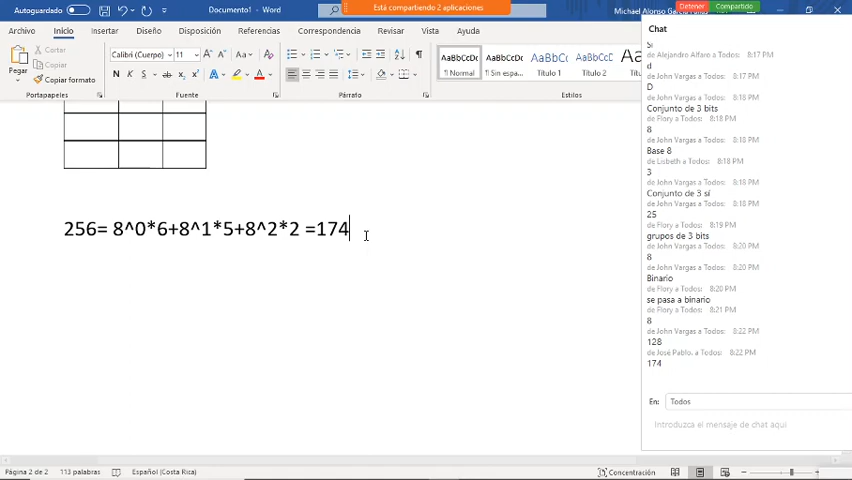 Está compartiendo 2 aplicaciones
Detener
Compartido
Autoguardado
Documento1 - Word
Michael Alonso
Archivo
Inicio
Insertar
Diseño
Disposición
Referencias
Correspondencia
Revisar
Vista
Ayuda
Pegar
Cortar
Copiar
Copiar formato
Calibri (Cuerpo)
11
AaBbCcDc
AaBbCcDc
AaBbCc
AaBbCcD
¶ Normal
¶ Sin espa...
Título 1
Título 2
Portapapeles
Fuente
Párrafo
Estilos
256= 8^0*6+8^1*5+8^2*2 =174
Chat
Si
de Alejandro Alfaro a Todos: 8:17 PM
d
de John Vargas a Todos: 8:17 PM
D
de John Vargas a Todos: 8:18 PM
Conjunto de 3 bits
de Flory a Todos: 8:18 PM
8
de John Vargas a Todos: 8:18 PM
Base 8
de Lisbeth a Todos: 8:18 PM
3
de John Vargas a Todos: 8:18 PM
Conjunto de 3 sí
de John Vargas a Todos: 8:18 PM
25
de Flory a Todos: 8:19 PM
grupos de 3 bits
de John Vargas a Todos: 8:20 PM
8
de John Vargas a Todos: 8:20 PM
Binario
de Flory a Todos: 8:20 PM
se pasa a binario
de Flory a Todos: 8:21 PM
8
de John Vargas a Todos: 8:22 PM
128
de José Pablo. a Todos: 8:22 PM
174
En:
Todos
Introduzca el mensaje de chat aquí
Página 2 de 2
113 palabras
Español (Costa Rica)
Concentración